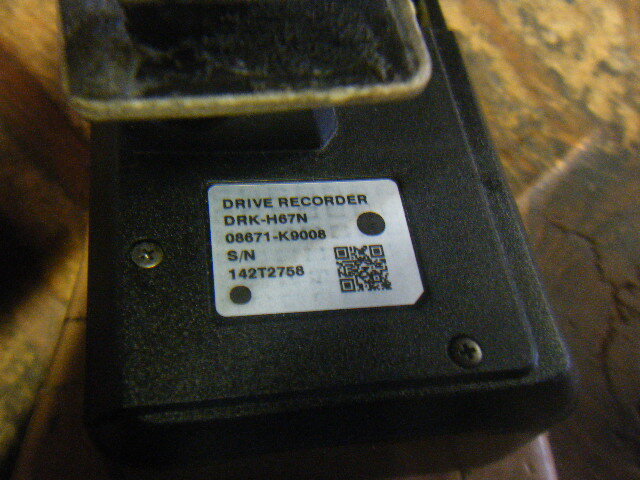 DRIVE RECORDER
DRK-H67N
08671-K9008
S/N
142T2758